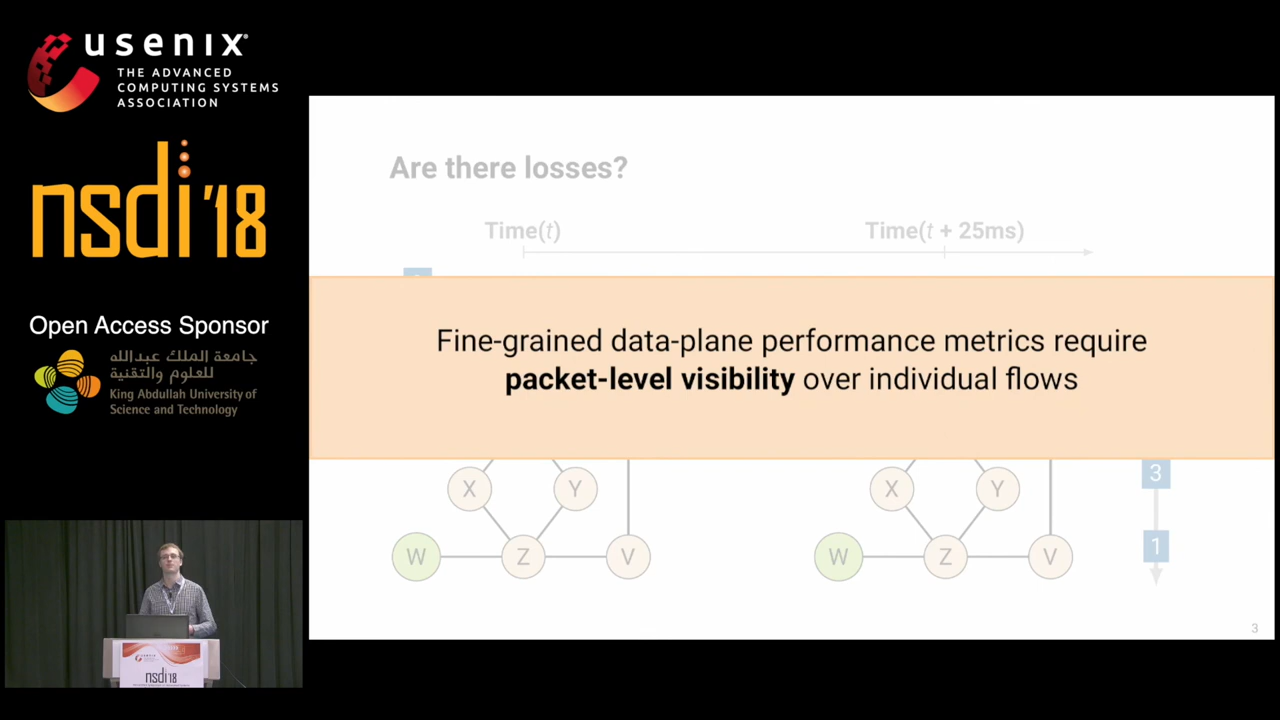 usenix
THE ADVANCED
COMPUTING SYSTEMS
ASSOCIATION
nsdi '18
Open Access Sponsor
جامعة الملك عبدالله
للعلوم والتقنية
King Abdullah University of
Science and Technology
Are there losses?
Time(t) Time(t + 25ms)
Fine-grained data-plane performance metrics require
packet-level visibility over individual flows
X Y X Y 3
W Z V W Z V 1
3
usenix
nsdi'18